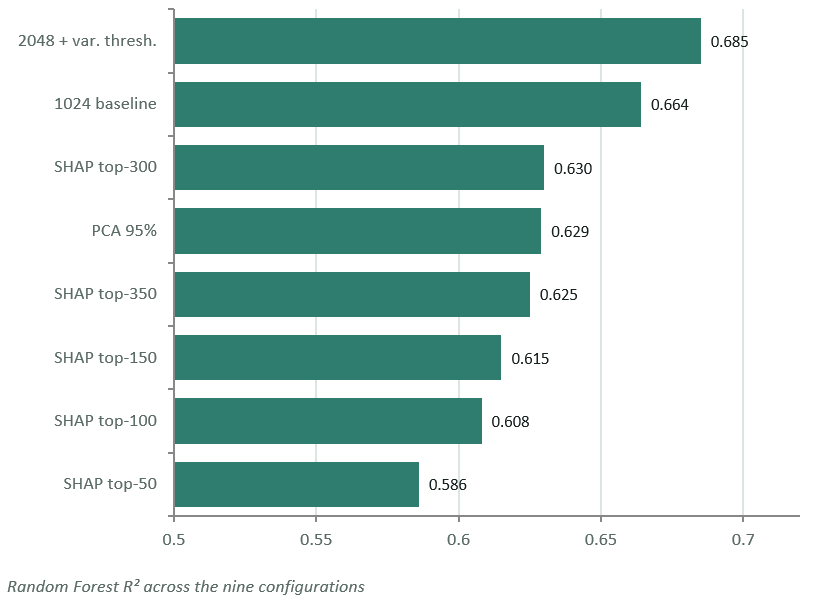 2048 + var. thresh.
0.685
1024 baseline
0.664
SHAP top-300
0.630
PCA 95%
0.629
SHAP top-350
0.625
SHAP top-150
0.615
SHAP top-100
0.608
SHAP top-50
0.586
0.5 0.55 0.6 0.65 0.7
Random Forest R² across the nine configurations